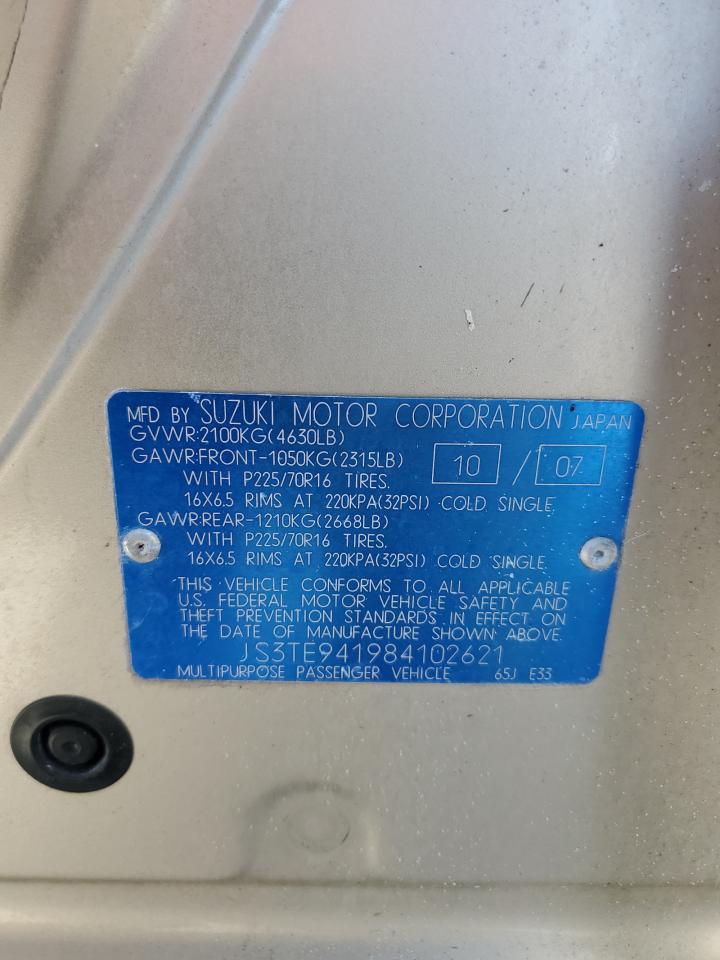 MFD BY SUZUKI MOTOR CORPORATION JAPAN
GVWR:2100KG(4630LB)
GAWR:FRONT-1050KG(2315LB) 10 / 07
WITH P225/70R16 TIRES,
16X6.5 RIMS AT 220KPA(32PSI) COLD SINGLE,
GAWR:REAR-1210KG(2668LB)
WITH P225/70R16 TIRES,
16X6.5 RIMS AT 220KPA(32PSI) COLD SINGLE,
THIS VEHICLE CONFORMS TO ALL APPLICABLE
U.S. FEDERAL MOTOR VEHICLE SAFETY AND
THEFT PREVENTION STANDARDS IN EFFECT ON
THE DATE OF MANUFACTURE SHOWN ABOVE.
JS3TE941984102621
MULTIPURPOSE PASSENGER VEHICLE 65J E33